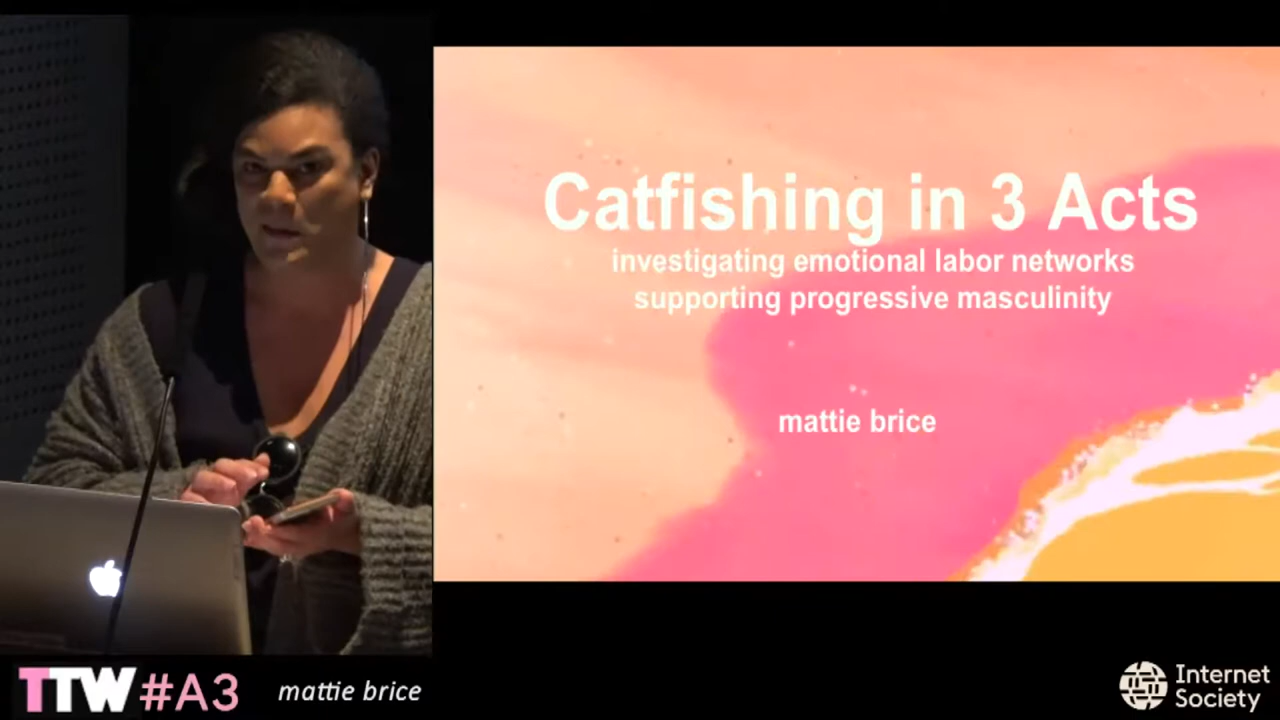 Catfishing in 3 Acts
investigating emotional labor networks
supporting progressive masculinity
mattie brice
TTW #A3
mattie brice
Internet
Society